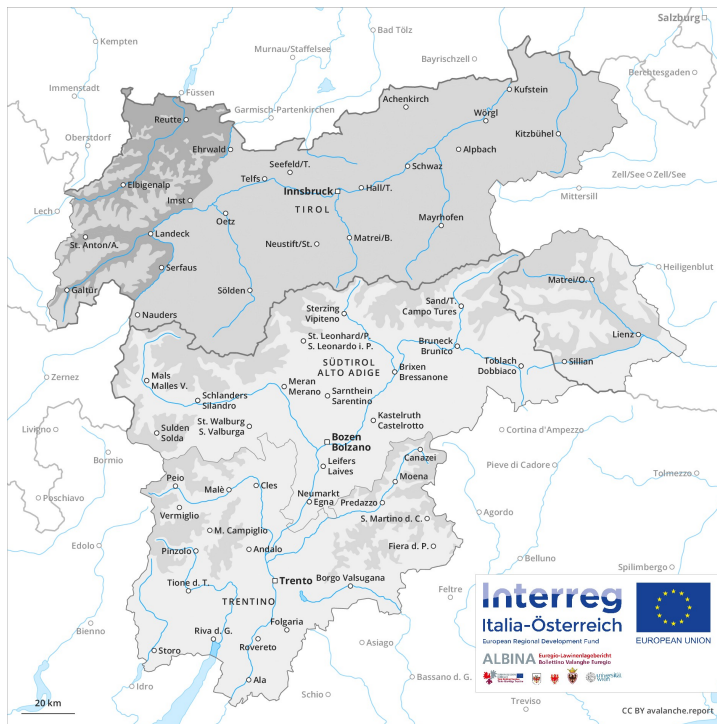 Salzburg
Kempten
Bad Tölz
Murnau/Staffelsee
Bayrischzell
Berchtesgaden
Immenstadt
Füssen
Garmisch-Partenkirchen
Achenkirch
Kufstein
Reutte
Wörgl
Oberstdorf
Ehrwald
Kitzbühel
Alpbach
Seefeld/T.
Schwaz
Telfs
Zell/See
Zell/See
Elbigenalp
Innsbruck
Hall/T.
Imst
Mittersill
Lech
TIROL
Oetz
Mayrhofen
Landeck
St. Anton/A.
Neustift/St.
Matrei/B.
Serfaus
Heiligenblut
Galtür
Sölden
Matrei/O.
Nauders
Sterzing
Vipiteno
Sand/T.
Campo Tures
Lienz
St. Leonhard/P.
S. Leonardo i. P.
Bruneck
Brunico
Toblach
Dobbiaco
Sillian
SÜDTIROL
ALTO ADIGE
Brixen
Bressanone
Zernez
Mals
Malles V.
Meran
Merano
Schlanders
Silandro
Sarnthein
Sarentino
St. Walburg
S. Valburga
Kastelruth
Castelrotto
Livigno
Sulden
Solda
Cortina d'Ampezzo
Bozen
Bolzano
Bormio
Canazei
Pieve di Cadore
Leifers
Laives
Tolmezzo
Peio
Moena
Malè
Cles
Poschiavo
Neumarkt
Egna
Predazzo
Vermiglio
Agordo
S. Martino d. C.
M. Campiglio
Edolo
Pinzolo
Andalo
Fiera d. P.
Belluno
Spilimbergo
Tione d. T.
Trento
Borgo Valsugana
Feltre
TRENTINO
Folgaria
Bienno
Riva d. G.
Rovereto
Asiago
Storo
Ala
Idro
Schio
Bassano d. G.
Treviso
Interreg
Italia-Österreich
European Regional Development Fund
EUROPEAN UNION
ALBINA
Euregio-Lawinenlagebericht
Bollettino Valanghe Euregio
universität
wien
20 km
CC BY avalanche.report